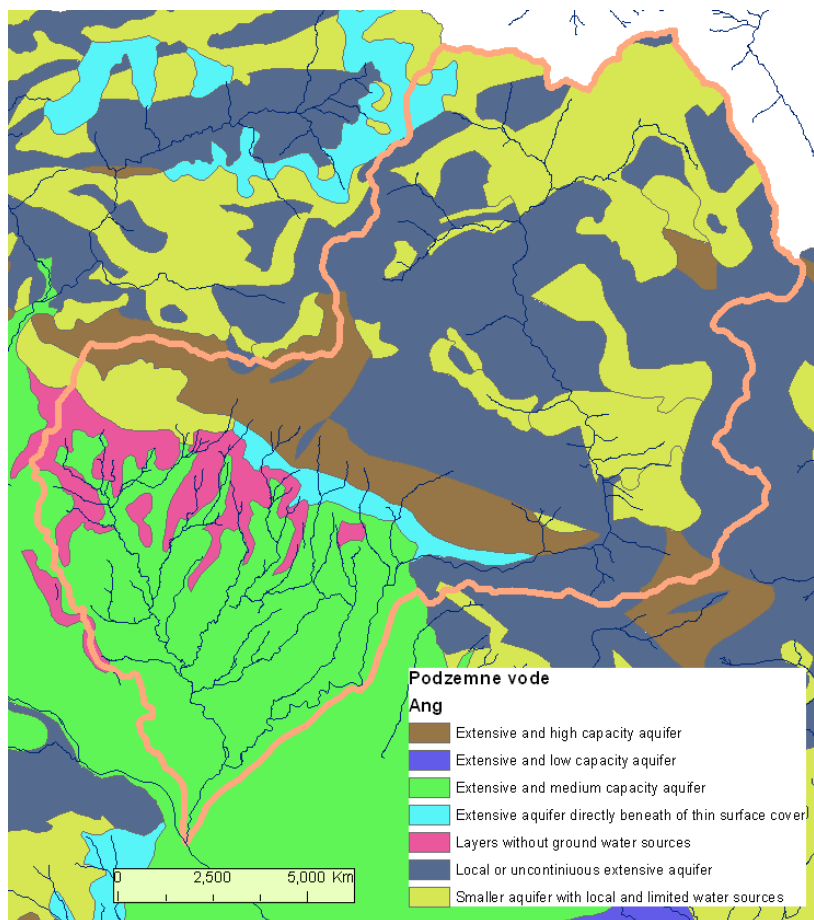 Podzemne vode
Ang
Extensive and high capacity aquifer
Extensive and low capacity aquifer
Extensive and medium capacity aquifer
Extensive aquifer directly beneath of thin surface cover
Layers without ground water sources
Local or uncontiniuous extensive aquifer
Smaller aquifer with local and limited water sources
0 2,500 5,000 Km